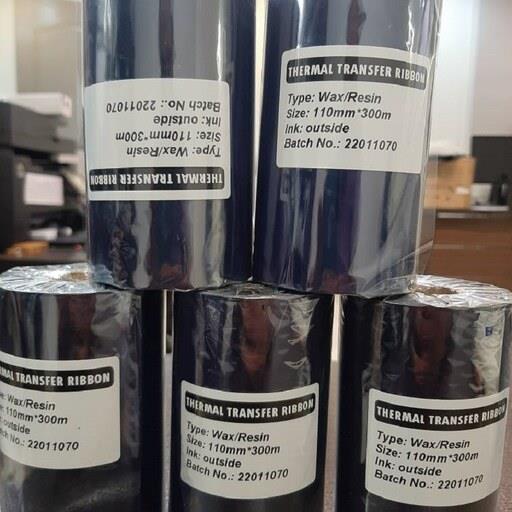 THERMAL TRANSFER RIBBON
Type: Wax/Resin
Size: 110mm*300m
Ink: outside
Batch No.: 22011070
THERMAL TRANSFER RIBBON
Type: Wax/Resin
Size: 110mm*300m
Ink: outside
Batch No.: 22011070
TRANSFER RIBBON
Wax/Resin
110mm*300m
outside
Batch No.: 22011070
THERMAL TRANSFER RIBBON
Type: Wax/Resin
Size: 110mm*300m
Ink: outside
Batch No.: 22011070
THERMAL TRANSFER RIBBON
Type: Wax/Resin
Size: 110mm*300m
Ink: outside
Batch No.: 22011070